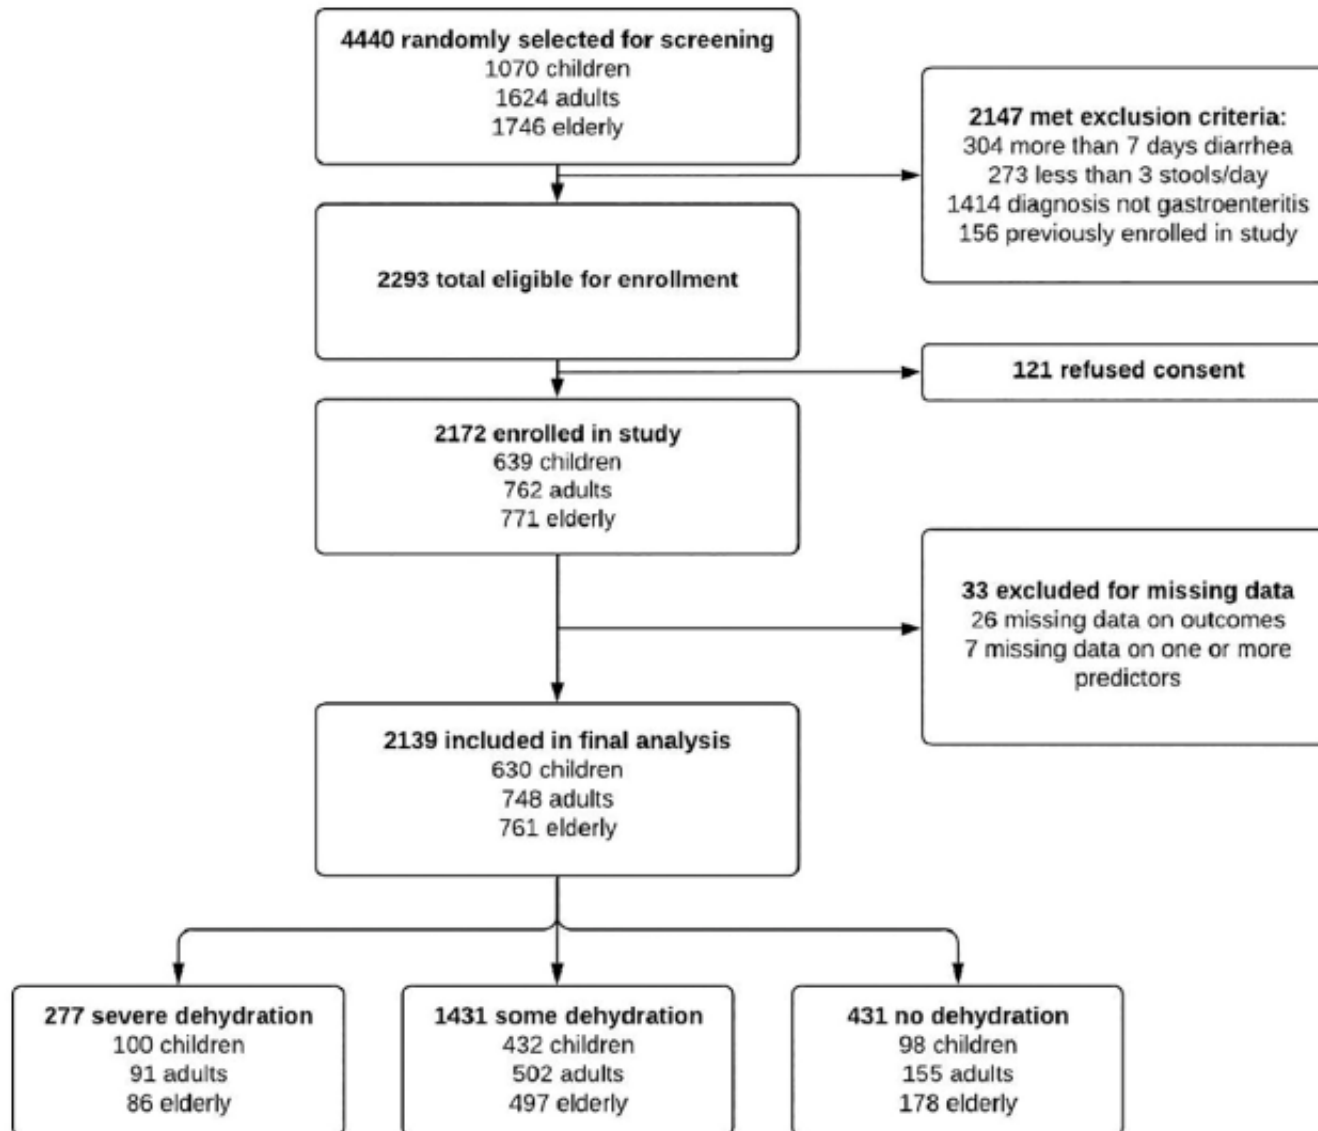 4440 randomly selected for screening
1070 children
1624 adults
1746 elderly
2147 met exclusion criteria:
304 more than 7 days diarrhea
273 less than 3 stools/day
1414 diagnosis not gastroenteritis
156 previously enrolled in study
2293 total eligible for enrollment
121 refused consent
2172 enrolled in study
639 children
762 adults
771 elderly
33 excluded for missing data
26 missing data on outcomes
7 missing data on one or more
predictors
2139 included in final analysis
630 children
748 adults
761 elderly
277 severe dehydration
100 children
91 adults
86 elderly
1431 some dehydration
432 children
502 adults
497 elderly
431 no dehydration
98 children
155 adults
178 elderly